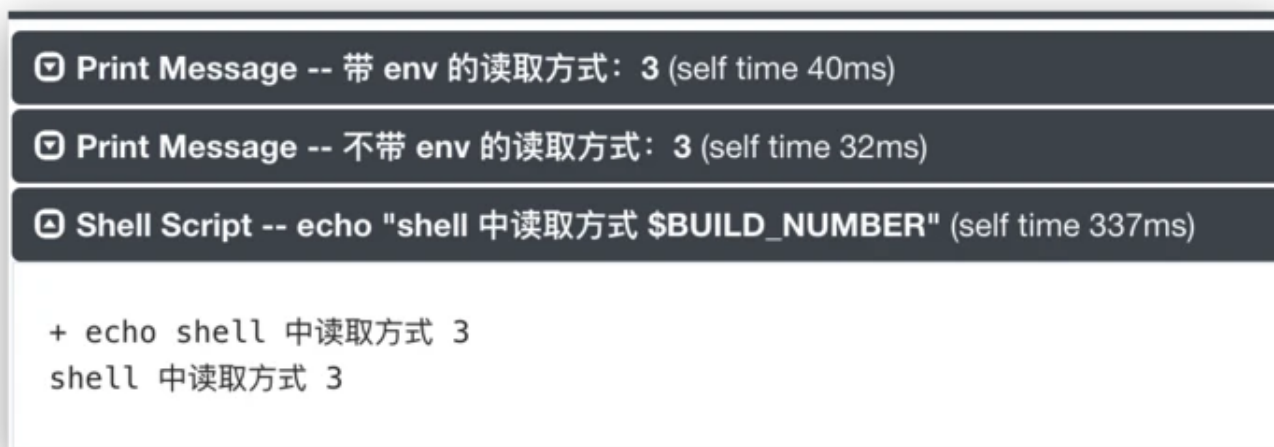 Print Message -- 带 env 的读取方式：3 (self time 40ms)
Print Message -- 不带 env 的读取方式：3 (self time 32ms)
Shell Script -- echo "shell 中读取方式 $BUILD_NUMBER" (self time 337ms)
+ echo shell 中读取方式 3
shell 中读取方式 3